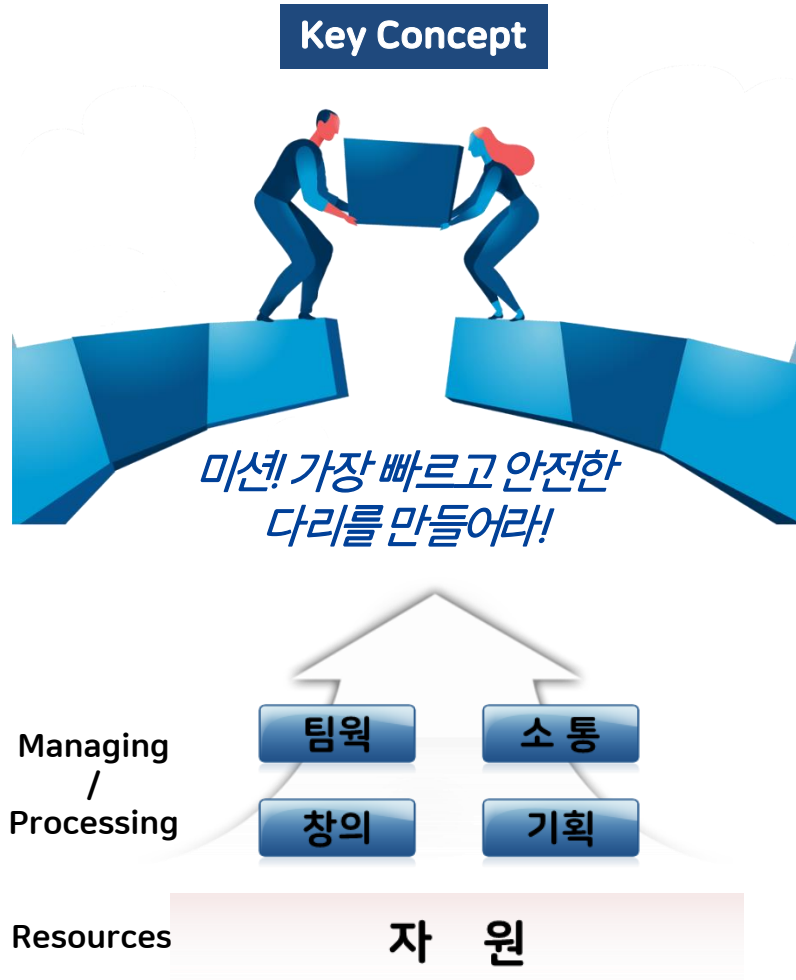 Key Concept
미션! 가장 빠르고 안전한
다리를 만들어라!
Managing
/
Processing
팀웍
소 통
창의
기획
Resources
자 원